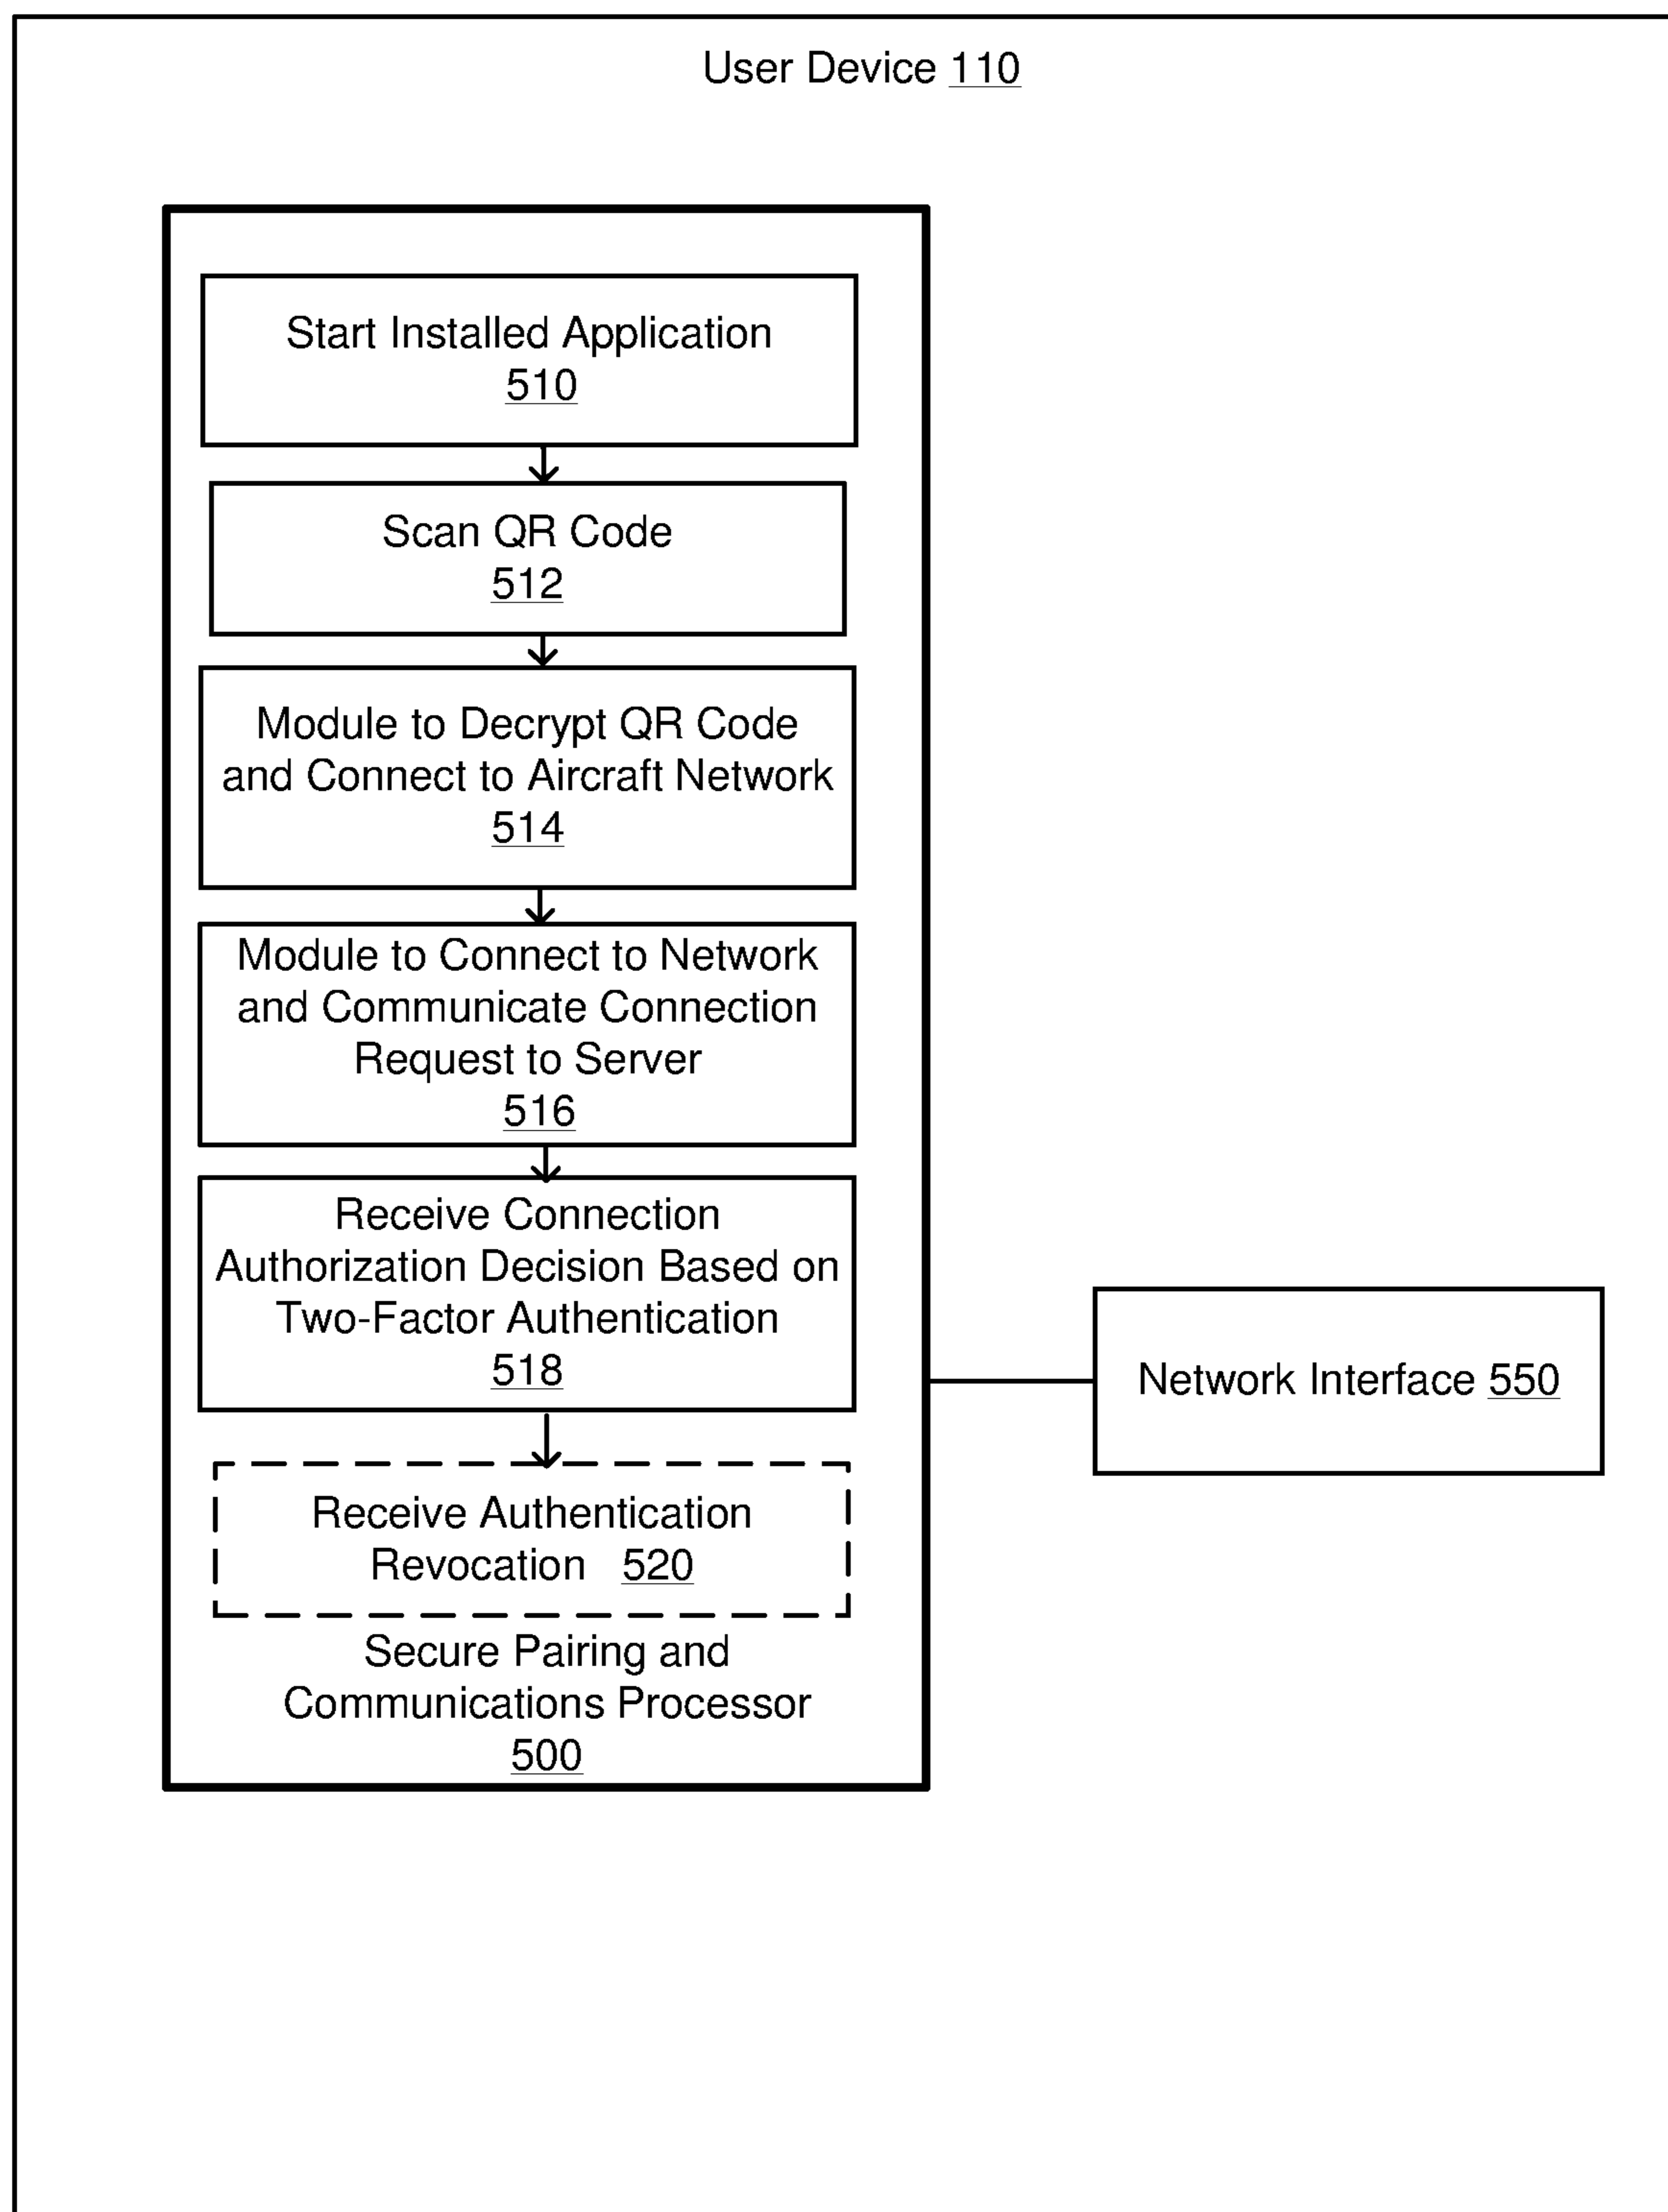 User Device 110
Start Installed Application
510
Scan QR Code
512
Module to Decrypt QR Code
and Connect to Aircraft Network
514
Module to Connect to Network
and Communicate Connection
Request to Server
516
Receive Connection
Authorization Decision Based on
Two-Factor Authentication
518
Network Interface 550
Receive Authentication
Revocation 520
Secure Pairing and
Communications Processor
500